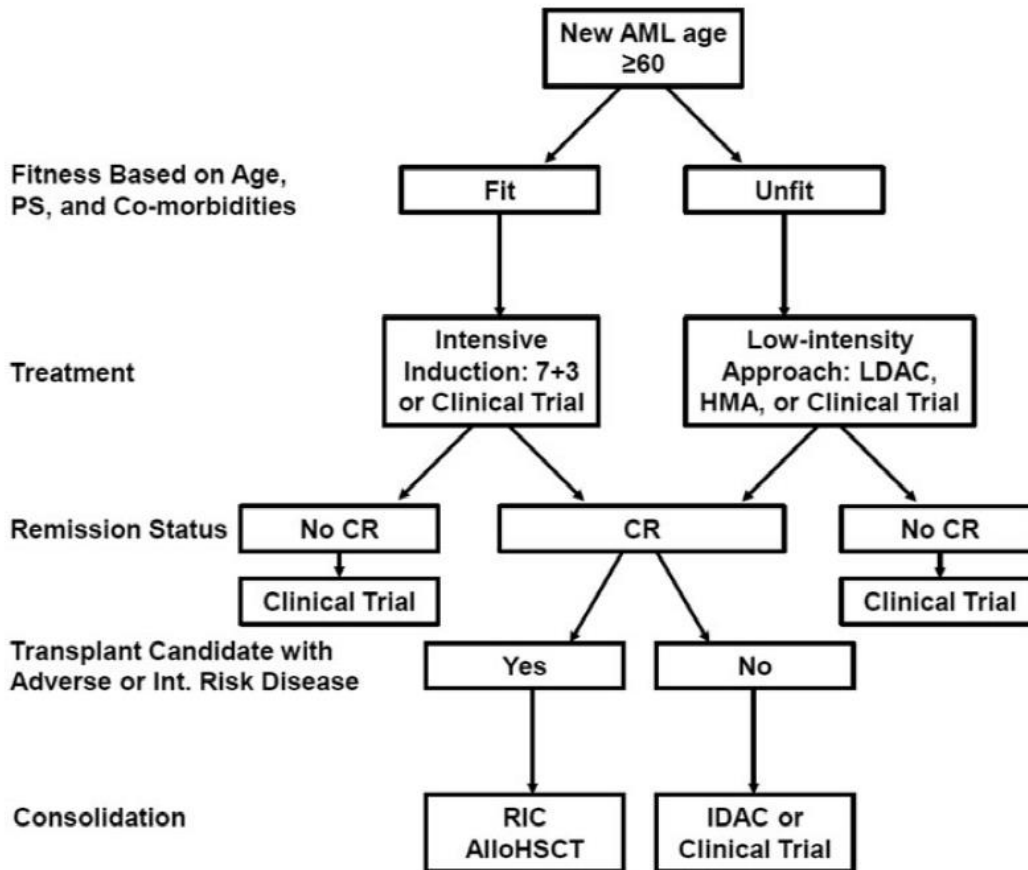 New AML age
≥60
Fitness Based on Age,
PS, and Co-morbidities
Fit
Unfit
Treatment
Intensive
Induction: 7+3
or Clinical Trial
Low-intensity
Approach: LDAC,
HMA, or Clinical Trial
Remission Status
No CR
CR
No CR
Clinical Trial
Clinical Trial
Transplant Candidate with
Adverse or Int. Risk Disease
Yes
No
Consolidation
RIC
AlloHSCT
IDAC or
Clinical Trial